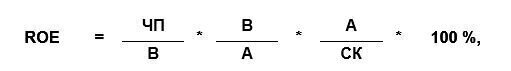 ROE = ЧП / В * В / А * А / СК * 100 %,